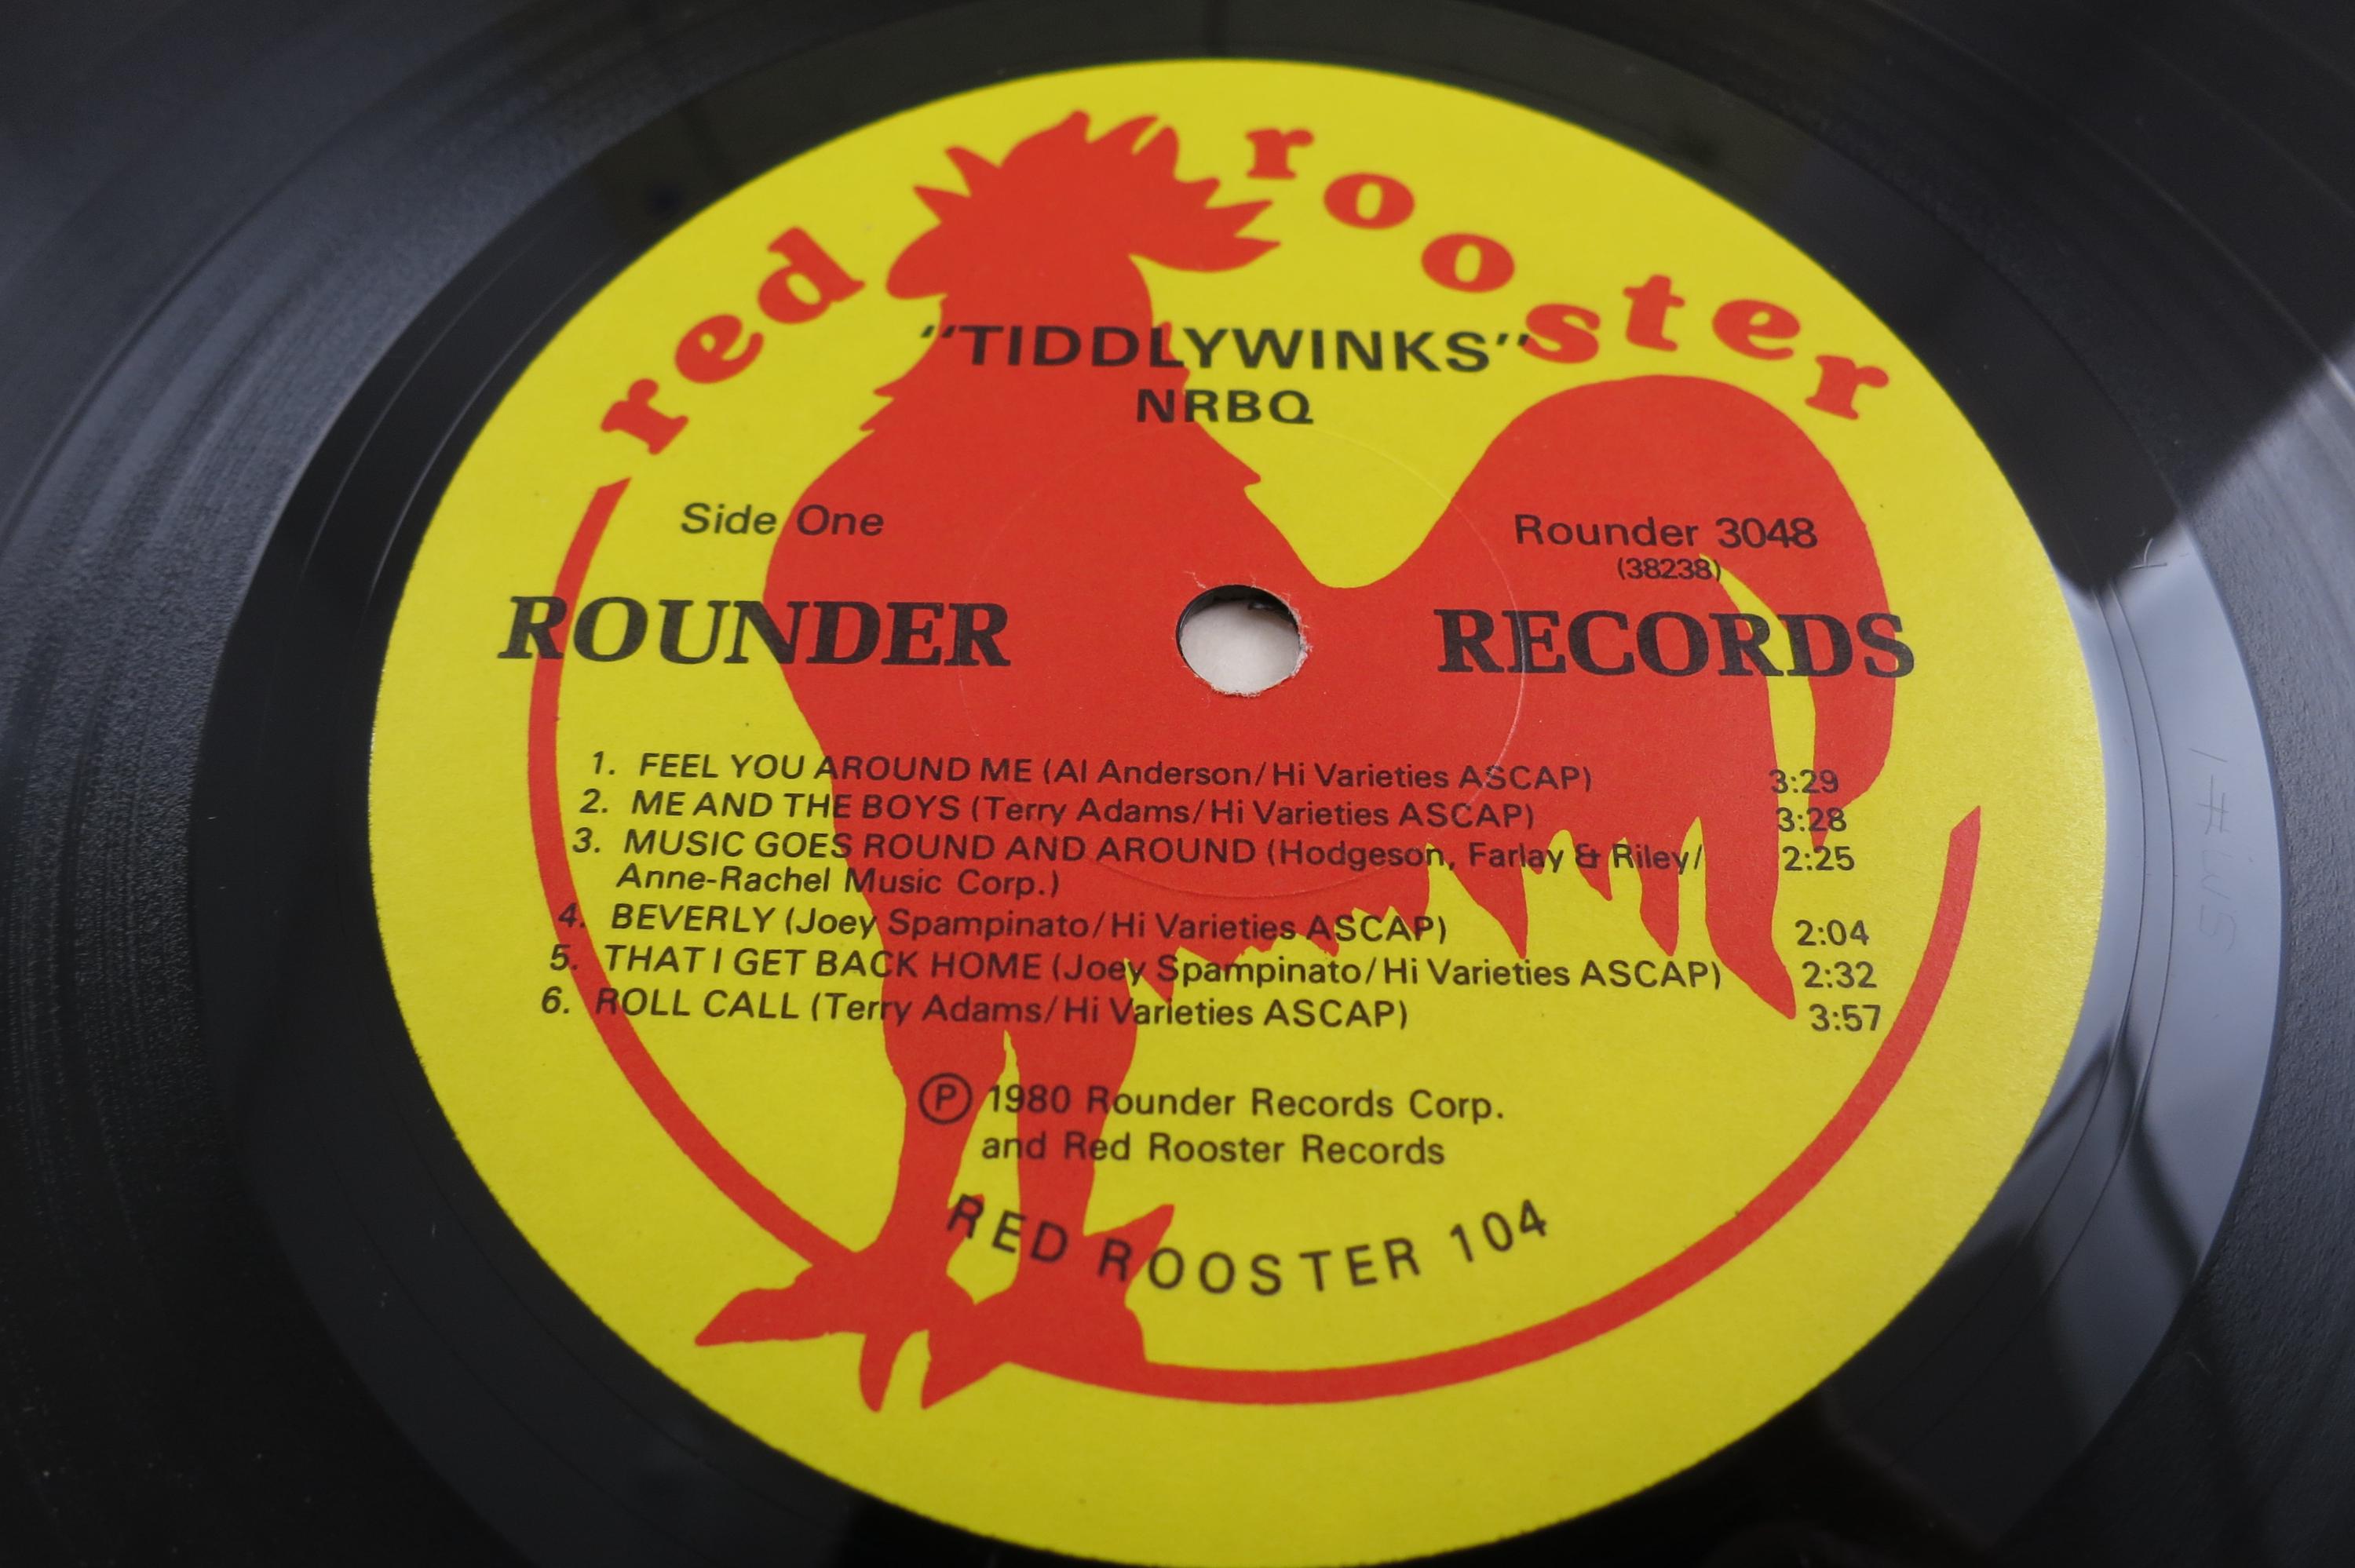 red rooster
"TIDDLYWINKS"
NRBQ
Side One
Rounder 3048
(38238)
ROUNDER RECORDS
1. FEEL YOU AROUND ME (Al Anderson/Hi Varieties ASCAP) 3:29
2. ME AND THE BOYS (Terry Adams/Hi Varieties ASCAP) 3:28
3. MUSIC GOES ROUND AND AROUND (Hodgeson, Farlay & Riley/ 2:25
Anne-Rachel Music Corp.)
4. BEVERLY (Joey Spampinato/Hi Varieties ASCAP) 2:04
5. THAT I GET BACK HOME (Joey Spampinato/Hi Varieties ASCAP) 2:32
6. ROLL CALL (Terry Adams/Hi Varieties ASCAP) 3:57
Ⓟ 1980 Rounder Records Corp.
and Red Rooster Records
RED ROOSTER 104